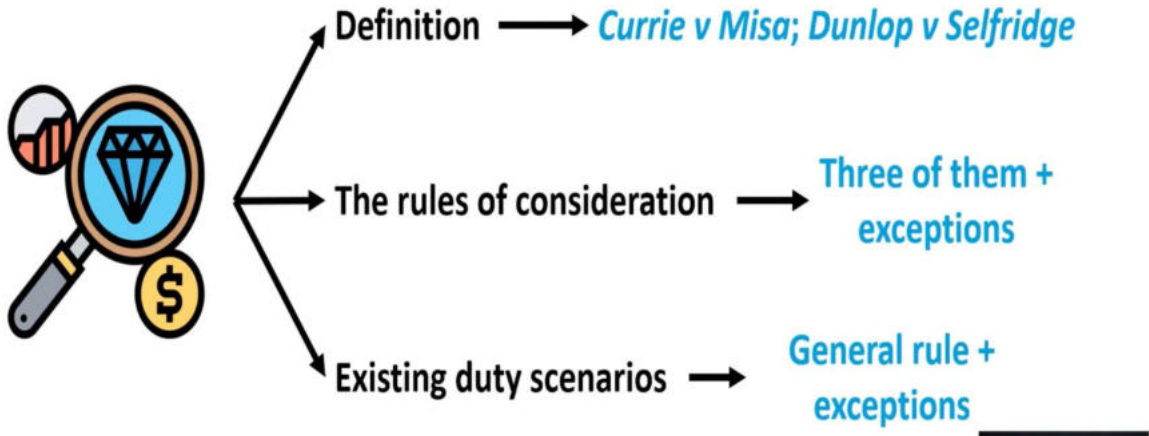 Definition
Currie v Misa; Dunlop v Selfridge
The rules of consideration
Three of them +
exceptions
$
Existing duty scenarios
General rule +
exceptions